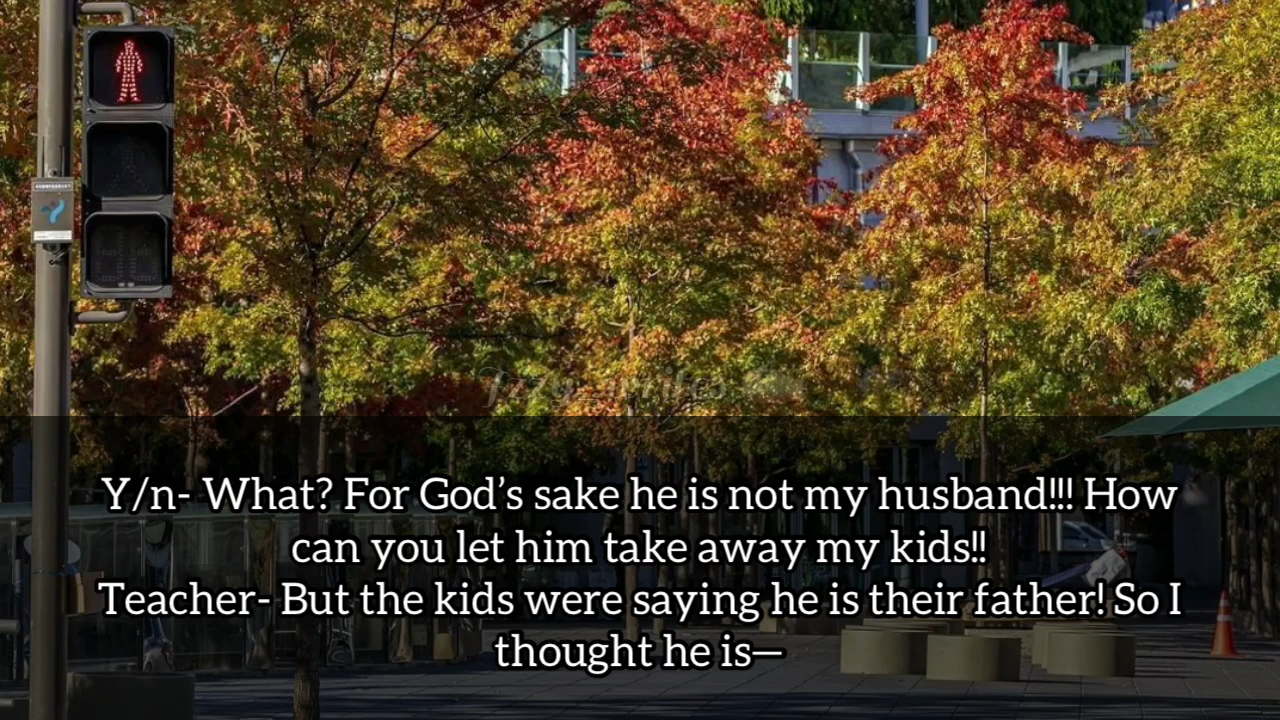 Y/n- What? For God’s sake he is not my husband!!! How
can you let him take away my kids!!
Teacher- But the kids were saying he is their father! So I
thought he is—